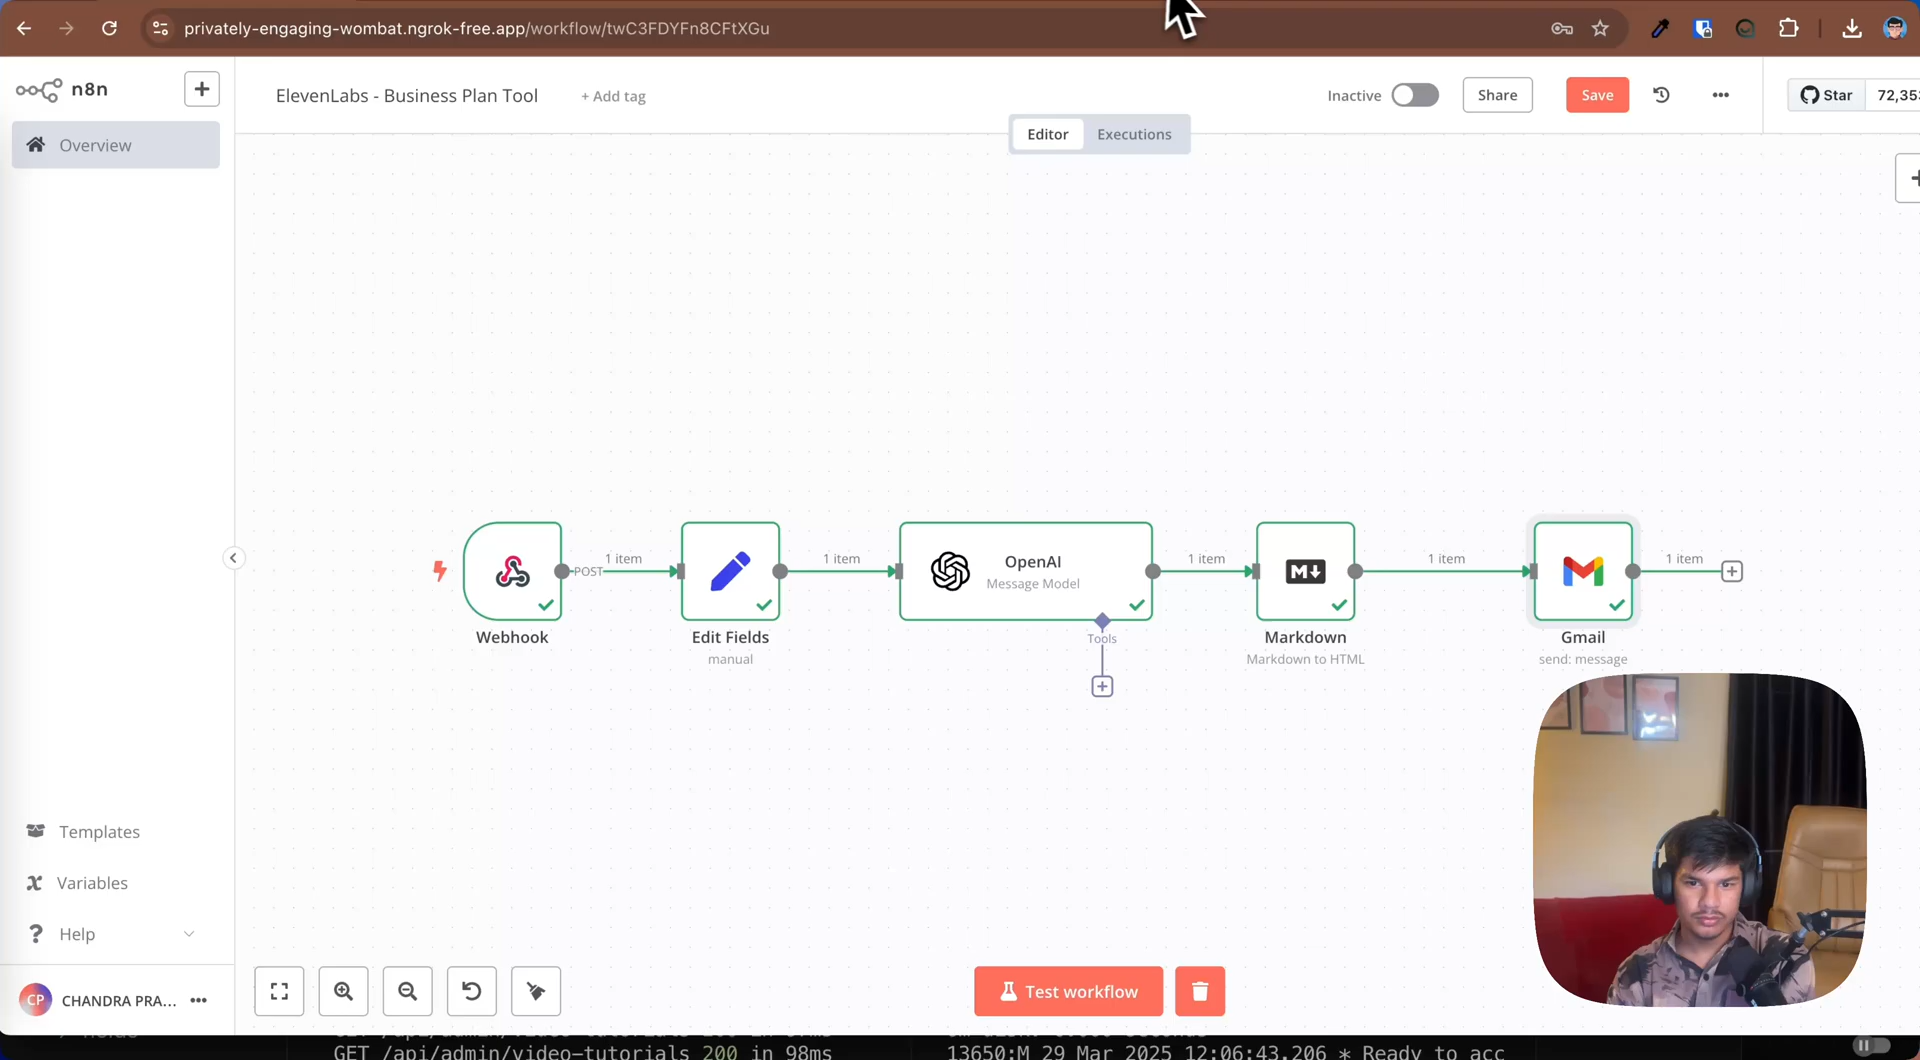 privately-engaging-wombat.ngrok-free.app/workflow/twC3FDYFn8CFtXGu
n8n
ElevenLabs - Business Plan Tool
+ Add tag
Inactive
Share
Save
Star
Overview
Editor
Executions
POST
1 item
1 item
OpenAI
Message Model
1 item
1 item
1 item
Webhook
Edit Fields
manual
Tools
Markdown
Markdown to HTML
Gmail
send: message
Templates
Variables
Help
CP
CHANDRA PRA...
Test workflow
GET /api/admin/video-tutorials 200 in 98ms
13650:M 29 Mar 2025 12:06:43.206 * Ready to acc